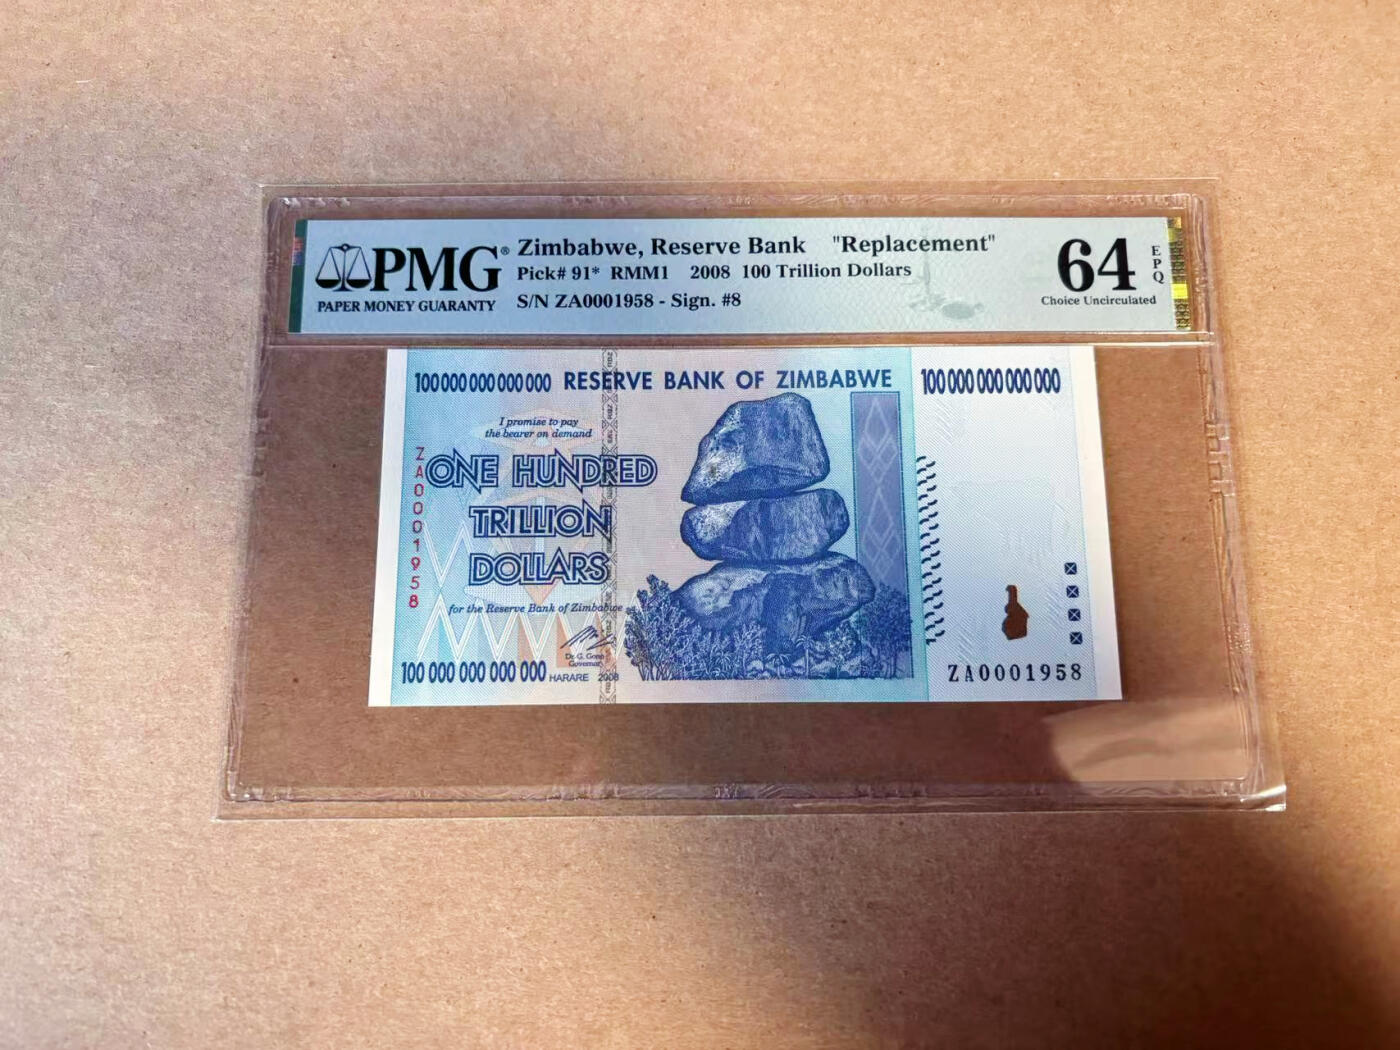 PMG®
PAPER MONEY GUARANTY
Zimbabwe, Reserve Bank "Replacement"
Pick# 91* RMM1 2008 100 Trillion Dollars
S/N ZA0001958 - Sign. #8
64
EPQ
Choice Uncirculated
100 000 000 000 000 RESERVE BANK OF ZIMBABWE 100 000 000 000 000
I promise to pay
the bearer on demand
ZA0001958
ONE HUNDRED
TRILLION
DOLLARS
for the Reserve Bank of Zimbabwe
Dr. G. Gono
Governor
100 000 000 000 000 HARARE 2008
ZA0001958